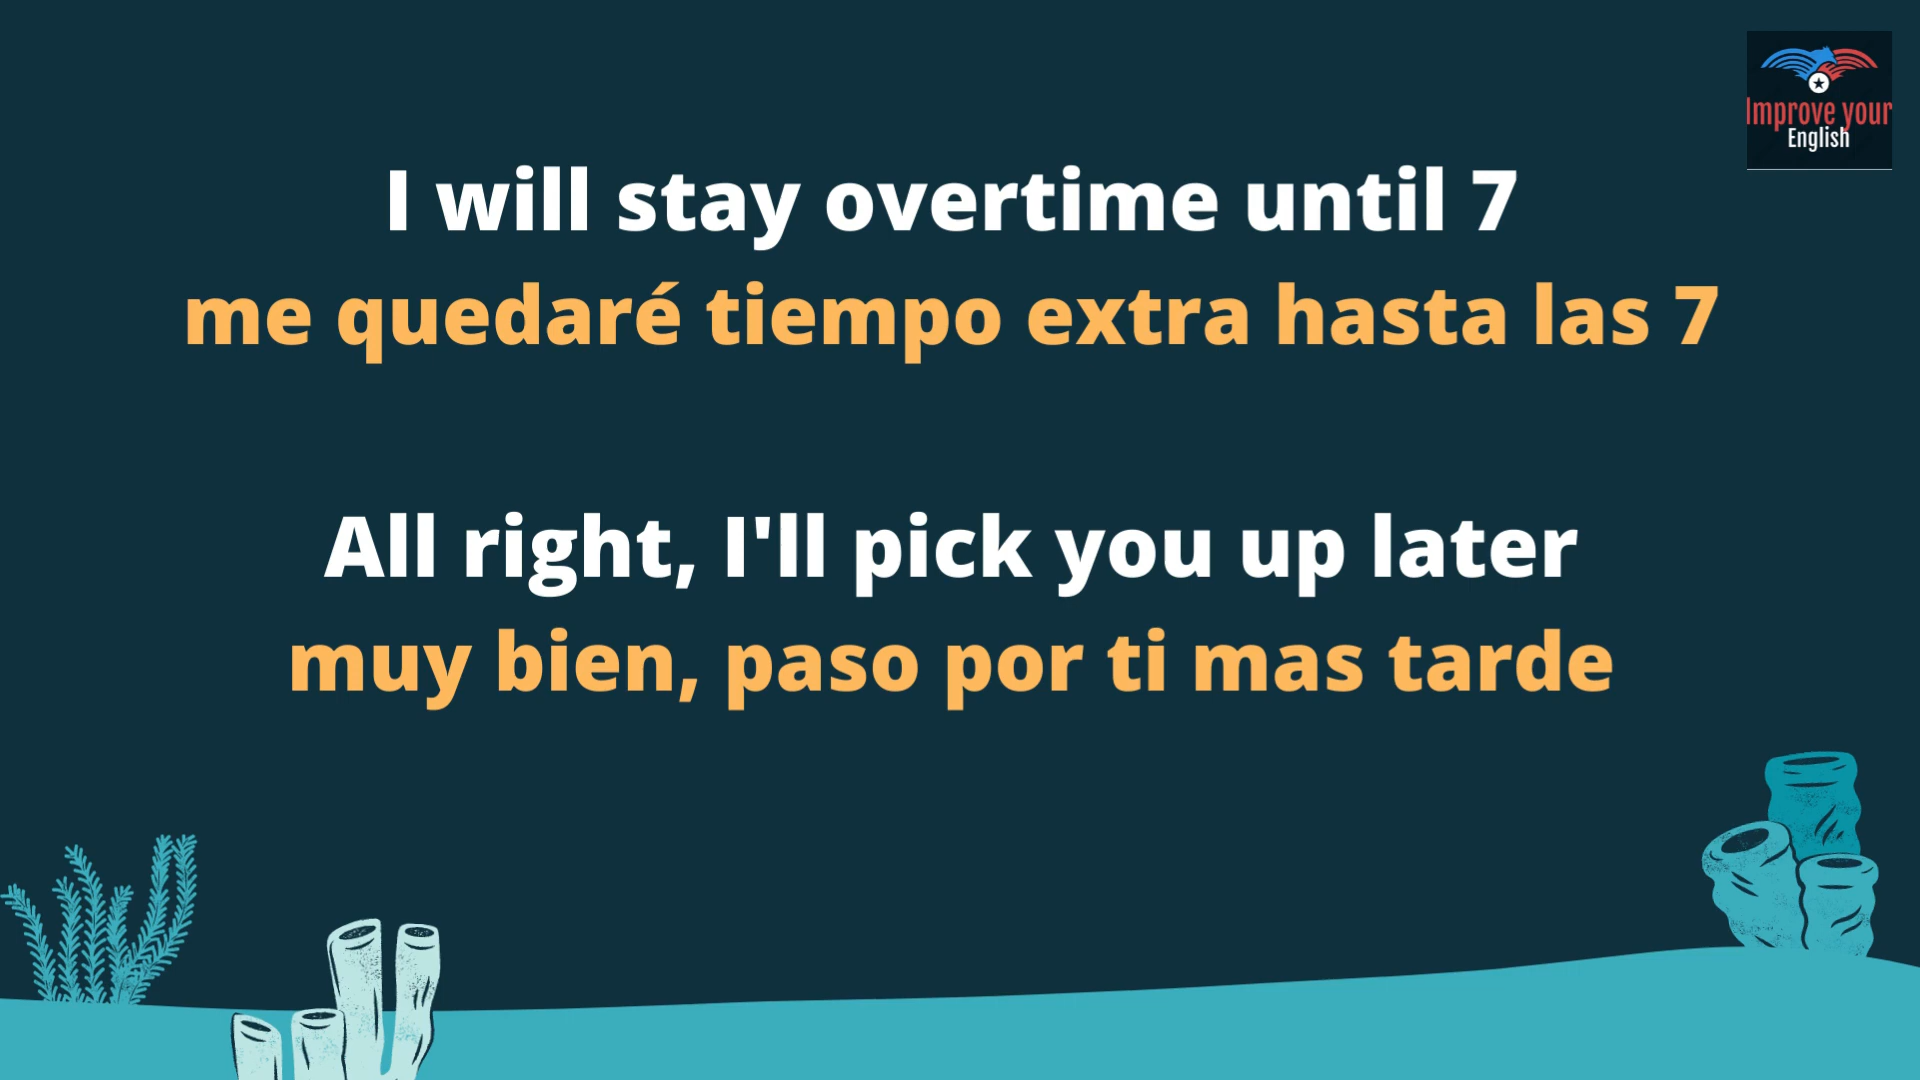 Improve your
English
I will stay overtime until 7
me quedaré tiempo extra hasta las 7
All right, I'll pick you up later
muy bien, paso por ti mas tarde